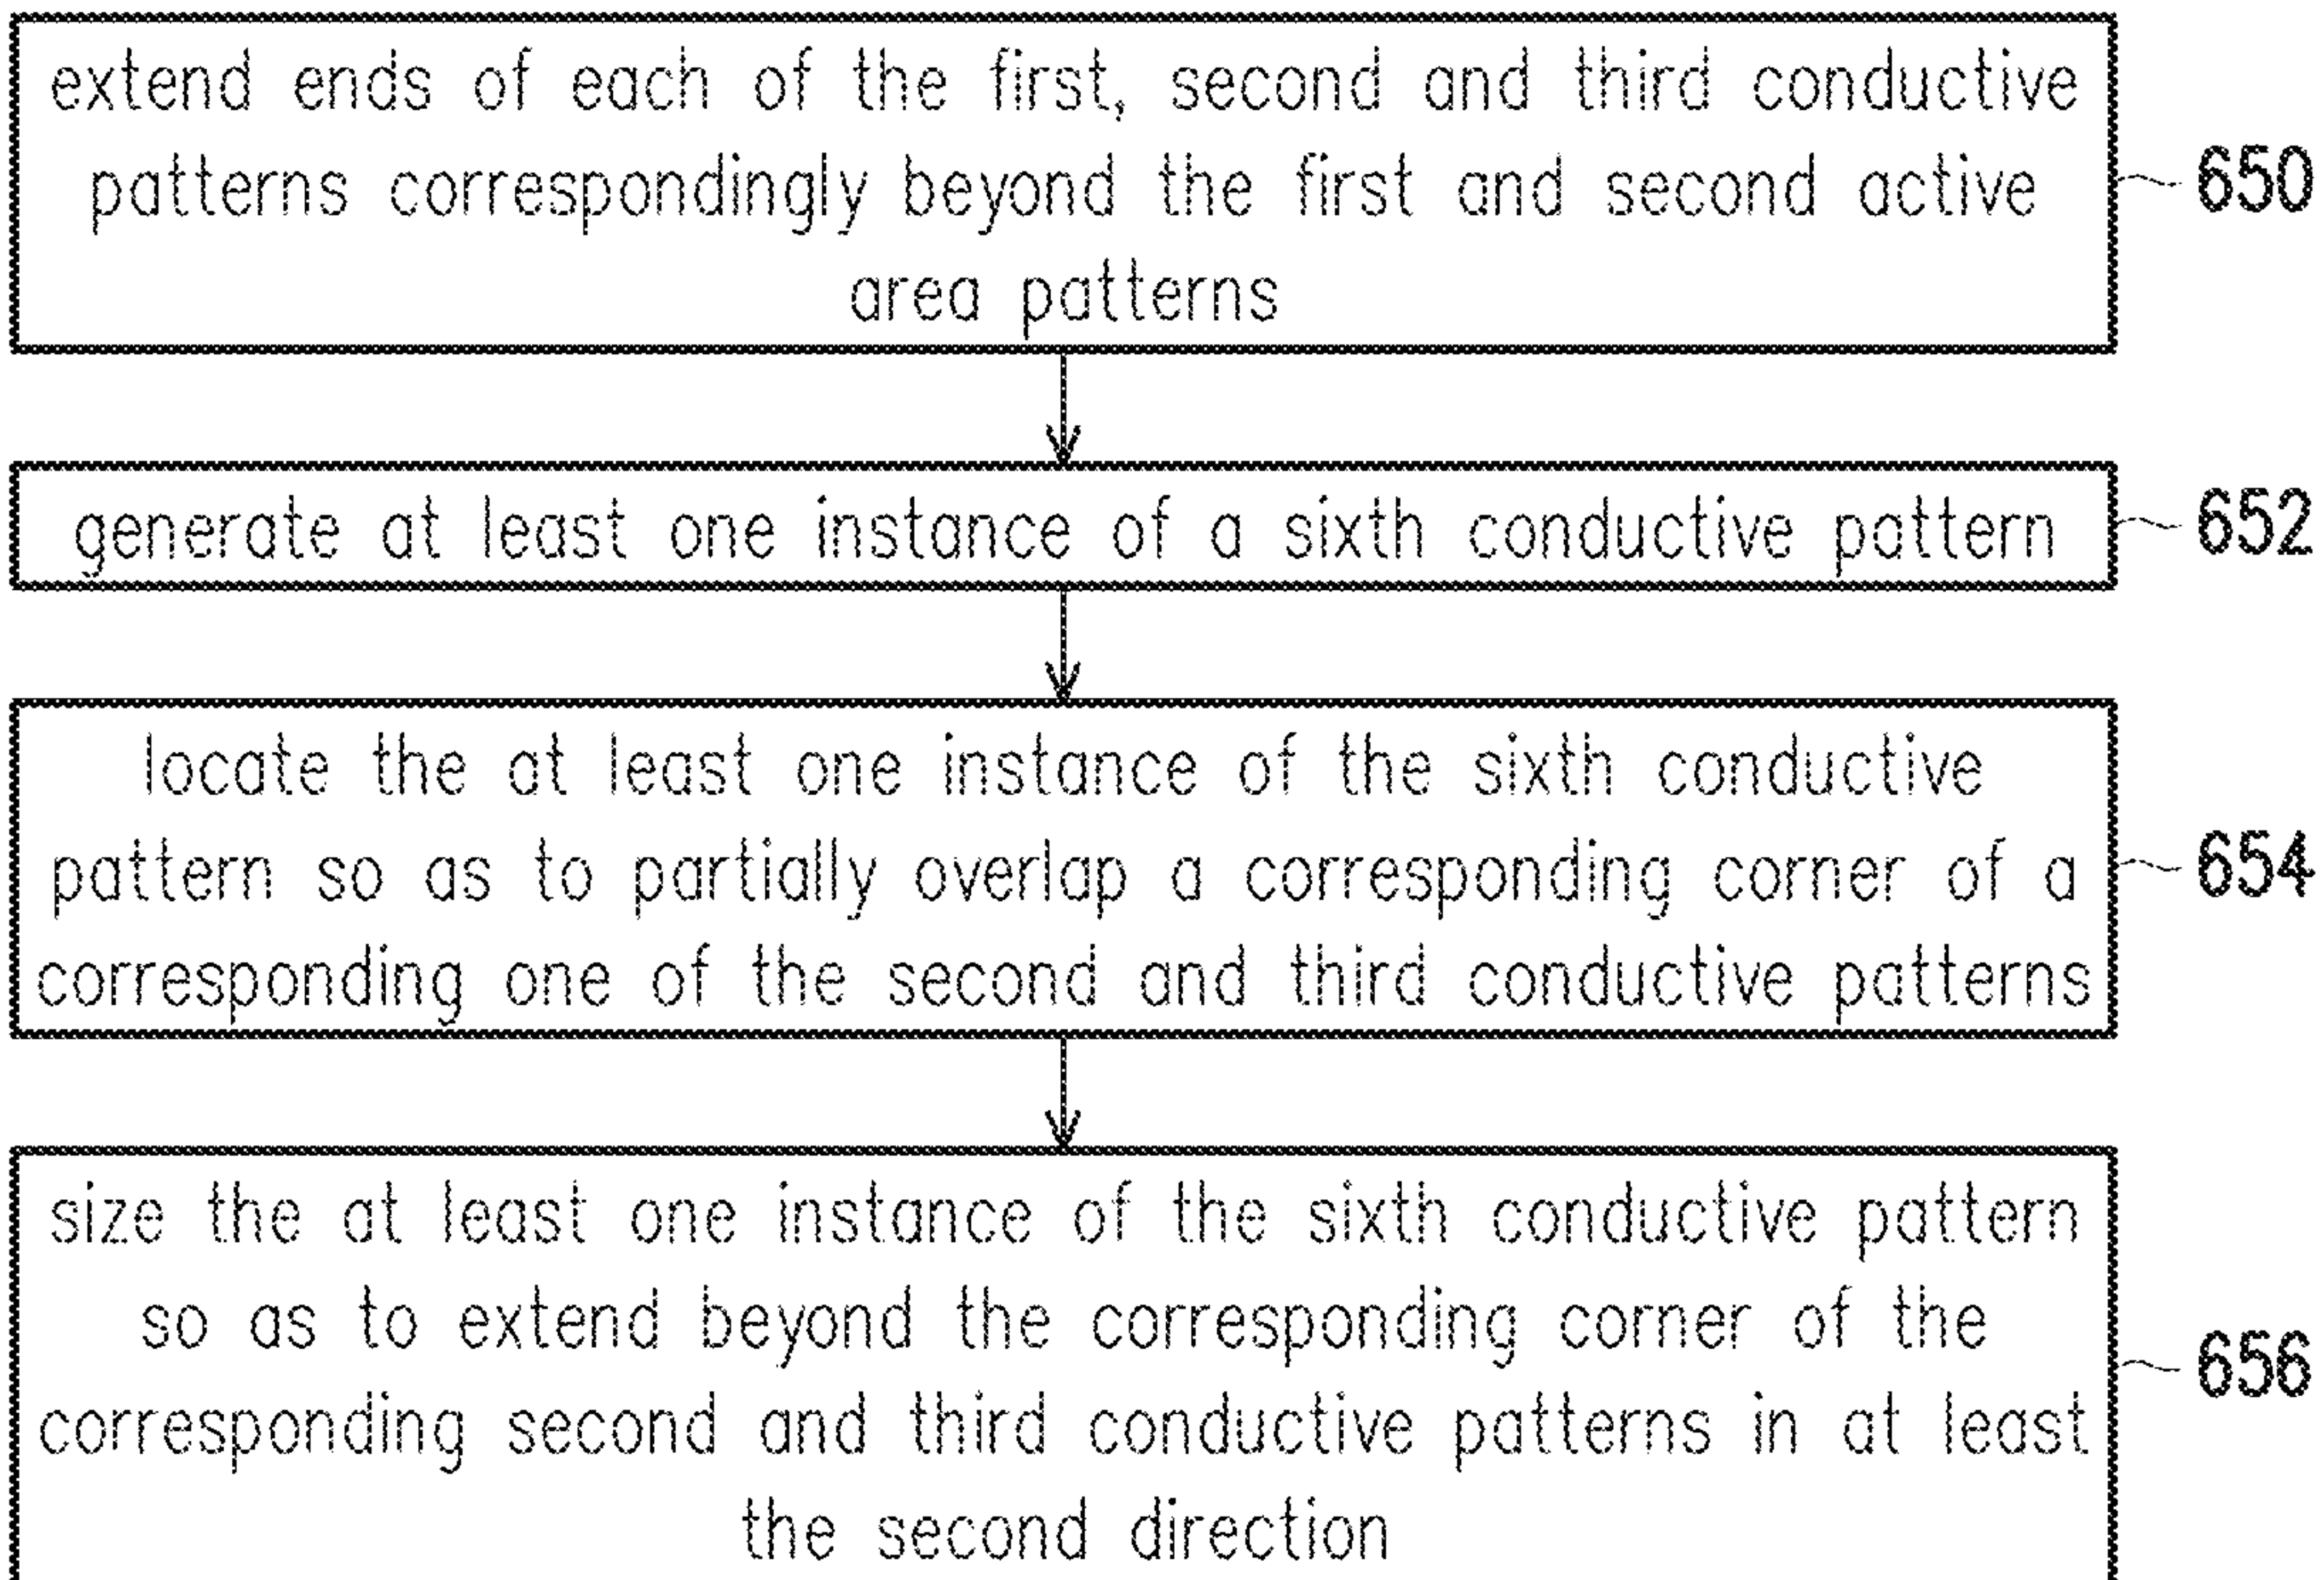 extend ends of each of the first, second and third conductive
patterns correspondingly beyond the first and second active
area patterns
650
generate at least one instance of a sixth conductive pattern
652
locate the at least one instance of the sixth conductive
pattern so as to partially overlap a corresponding corner of a
corresponding one of the second and third conductive patterns
654
size the at least one instance of the sixth conductive pattern
so as to extend beyond the corresponding corner of the
corresponding second and third conductive patterns in at least
the second direction
656